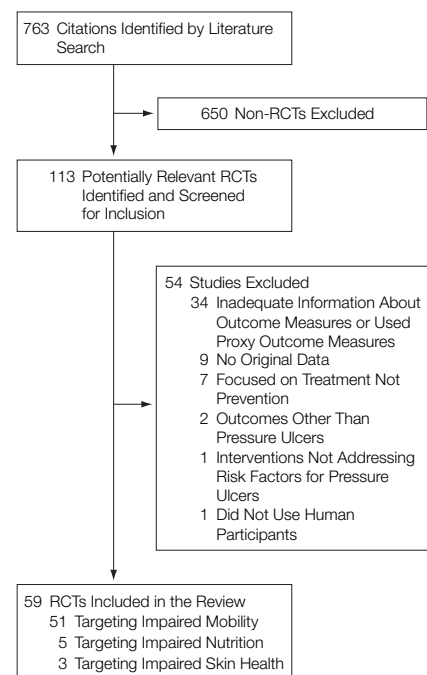 763 Citations Identified by Literature
Search
650 Non-RCTs Excluded
113 Potentially Relevant RCTs
Identified and Screened
for Inclusion
54 Studies Excluded
34 Inadequate Information About
Outcome Measures or Used
Proxy Outcome Measures
9 No Original Data
7 Focused on Treatment Not
Prevention
2 Outcomes Other Than
Pressure Ulcers
1 Interventions Not Addressing
Risk Factors for Pressure
Ulcers
1 Did Not Use Human
Participants
59 RCTs Included in the Review
51 Targeting Impaired Mobility
5 Targeting Impaired Nutrition
3 Targeting Impaired Skin Health